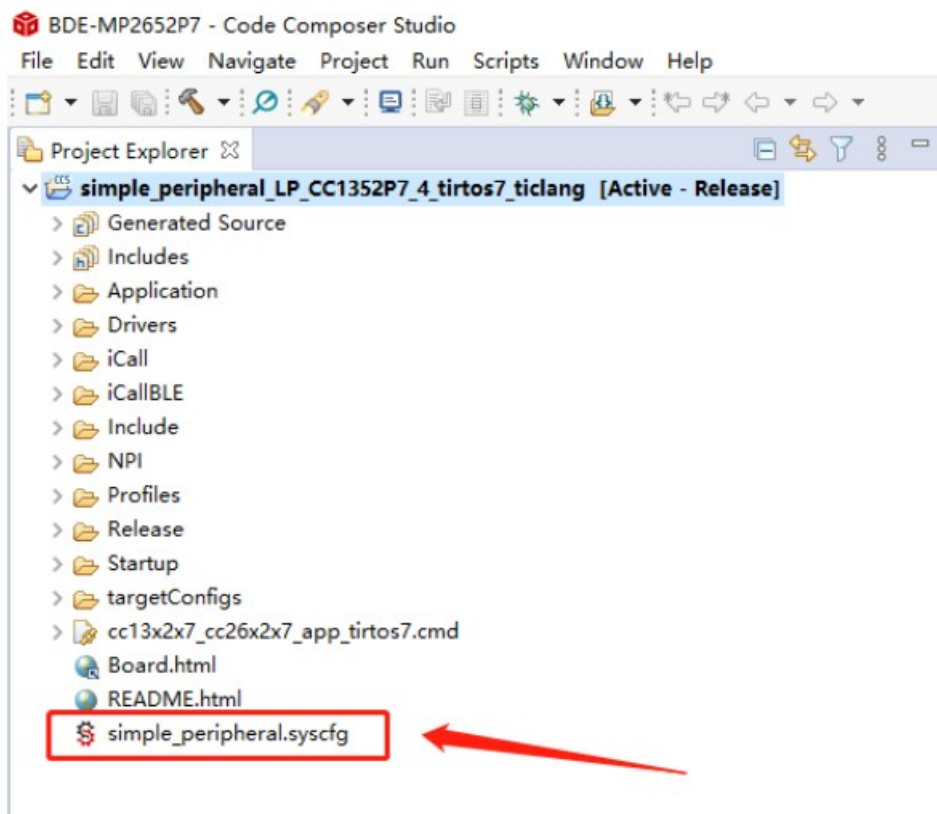 BDE-MP2652P7 - Code Composer Studio
File Edit View Navigate Project Run Scripts Window Help
Project Explorer
simple_peripheral_LP_CC1352P7_4_tirtos7_ticlang [Active - Release]
Generated Source
Includes
Application
Drivers
iCall
iCallBLE
Include
NPI
Profiles
Release
Startup
targetConfigs
cc13x2x7_cc26x2x7_app_tirtos7.cmd
Board.html
README.html
simple_peripheral.syscfg